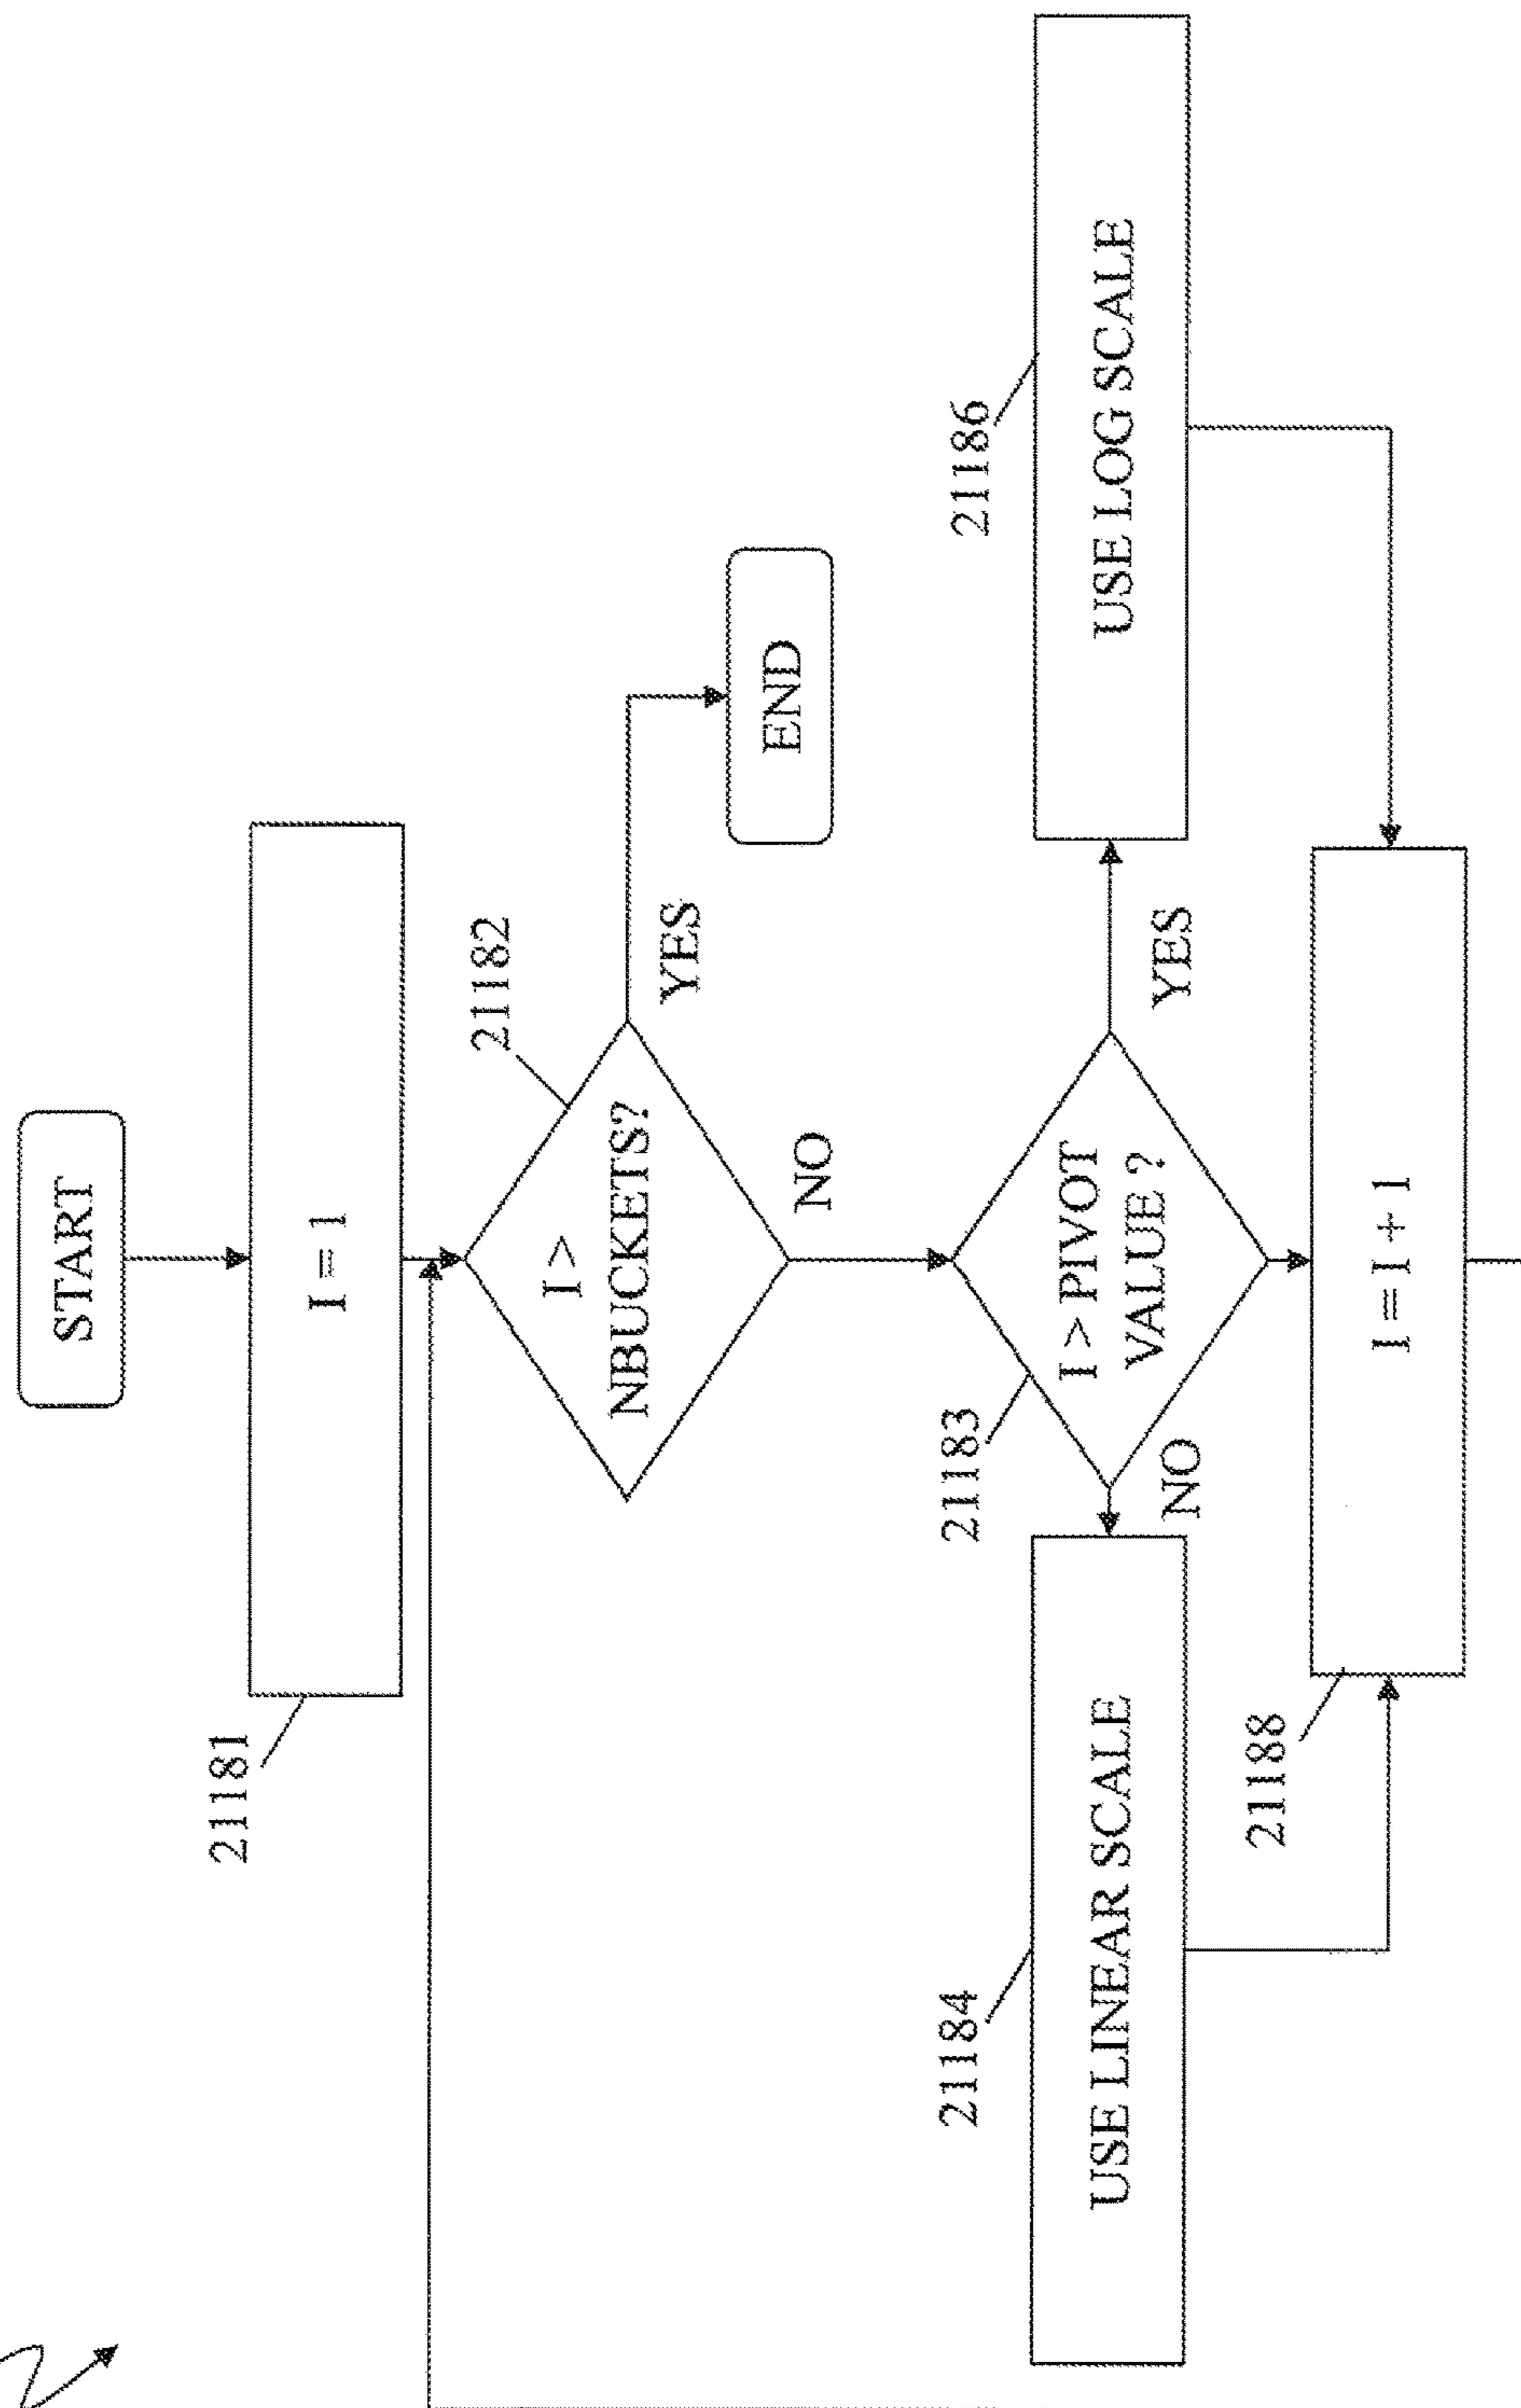 START
21181
I = 1
21182
I >
NBUCKETS?
YES
END
NO
21183
I > PIVOT
VALUE ?
NO
YES
21184
USE LINEAR SCALE
21186
USE LOG SCALE
21188
I = I + 1